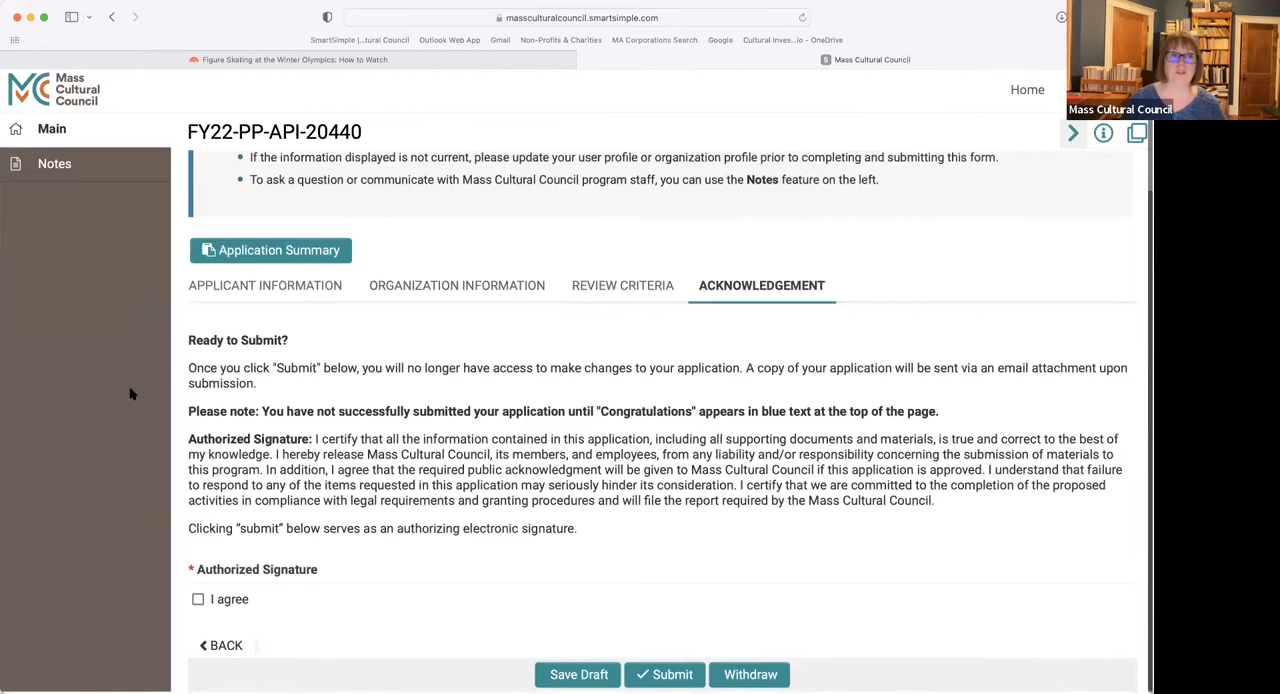 massculturalcouncil.smartsimple.com
SmartSimple |...tural Council Outlook Web App Gmail Non-Profits & Charities MA Corporations Search Google Cultural Inves...io - OneDrive
Figure Skating at the Winter Olympics: How to Watch
S Mass Cultural Council
MC Mass
Cultural
Council
Home
Mass Cultural Council
Main
Notes
FY22-PP-API-20440
• If the information displayed is not current, please update your user profile or organization profile prior to completing and submitting this form.
• To ask a question or communicate with Mass Cultural Council program staff, you can use the Notes feature on the left.
Application Summary
APPLICANT INFORMATION ORGANIZATION INFORMATION REVIEW CRITERIA ACKNOWLEDGEMENT
Ready to Submit?
Once you click "Submit" below, you will no longer have access to make changes to your application. A copy of your application will be sent via an email attachment upon
submission.
Please note: You have not successfully submitted your application until "Congratulations" appears in blue text at the top of the page.
Authorized Signature: I certify that all the information contained in this application, including all supporting documents and materials, is true and correct to the best of
my knowledge. I hereby release Mass Cultural Council, its members, and employees, from any liability and/or responsibility concerning the submission of materials to
this program. In addition, I agree that the required public acknowledgment will be given to Mass Cultural Council if this application is approved. I understand that failure
to respond to any of the items requested in this application may seriously hinder its consideration. I certify that we are committed to the completion of the proposed
activities in compliance with legal requirements and granting procedures and will file the report required by the Mass Cultural Council.
Clicking “submit” below serves as an authorizing electronic signature.
* Authorized Signature
I agree
BACK
Save Draft Submit Withdraw